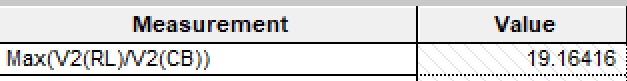 Measurement Value
Max(V2(RL)/V2(CB)) 19.16416